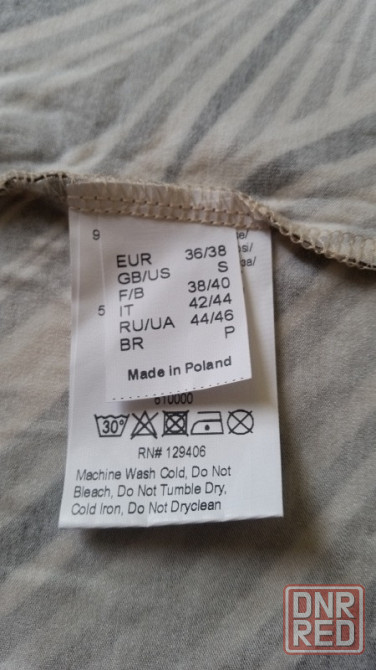 9
EUR 36/38
GB/US S
F/B 38/40
IT 42/44
RU/UA 44/46
BR P
Made in Poland
5
610000
30°
RN# 129406
Machine Wash Cold, Do Not
Bleach, Do Not Tumble Dry,
Cold Iron, Do Not Dryclean
DNR
RED